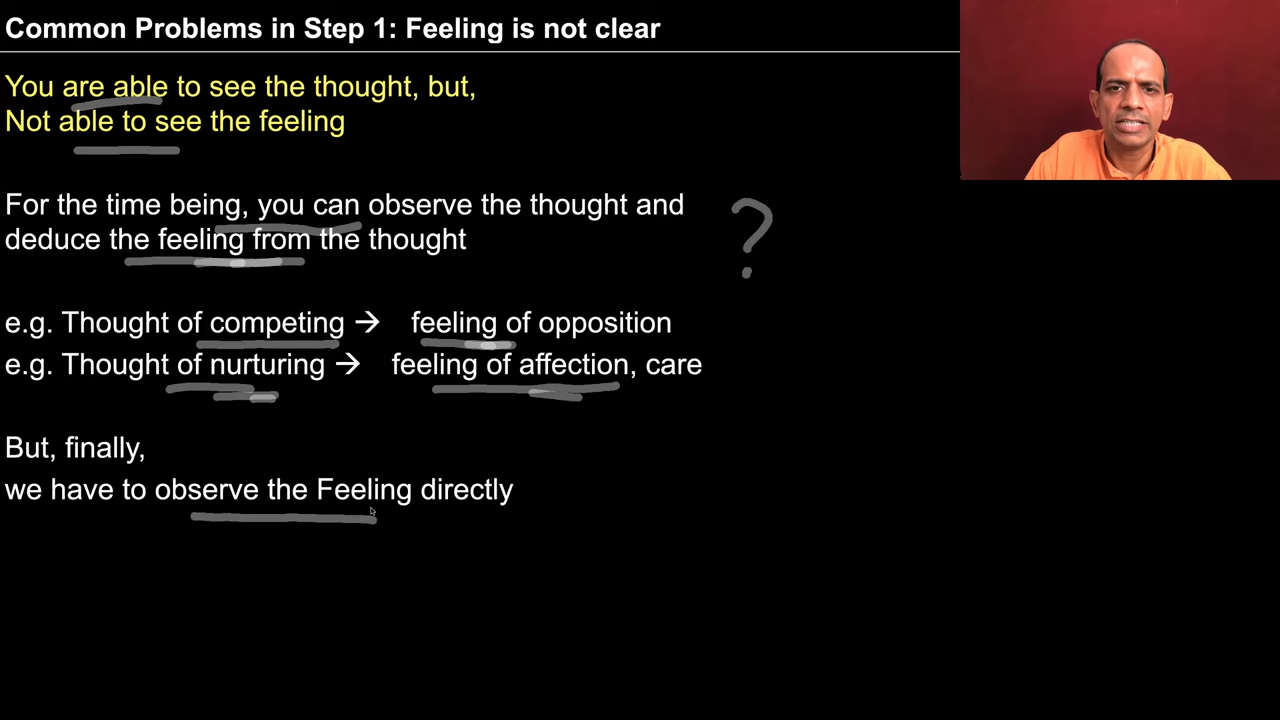 Common Problems in Step 1: Feeling is not clear
You are able to see the thought, but,
Not able to see the feeling
For the time being, you can observe the thought and
deduce the feeling from the thought
?
e.g. Thought of competing → feeling of opposition
e.g. Thought of nurturing → feeling of affection, care
But, finally,
we have to observe the Feeling directly